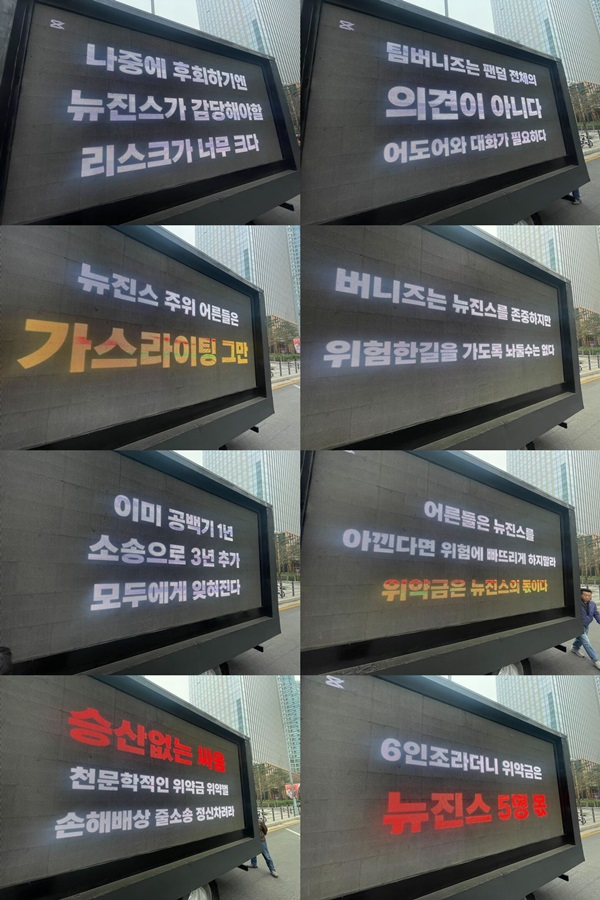 나중에 후회하기엔
뉴진스가 감당해야할
리스크가 너무 크다
팀버니즈는 팬덤 전체의
의견이 아니다
어도어와 대화가 필요하다
뉴진스 주위 어른들은
가스라이팅 그만
버니즈는 뉴진스를 존중하지만
위험한길을 가도록 놔둘수는 없다
이미 공백기 1년
소송으로 3년 추가
모두에게 잊혀진다
어른들은 뉴진스를
아낀다면 위험에 빠뜨리게 하지말라
위약금은 뉴진스의 몫이다
승산없는 싸움
천문학적인 위약금 위약벌
손해배상 줄소송 정신차려라
6인조라더니 위약금은
뉴진스 5명 몫